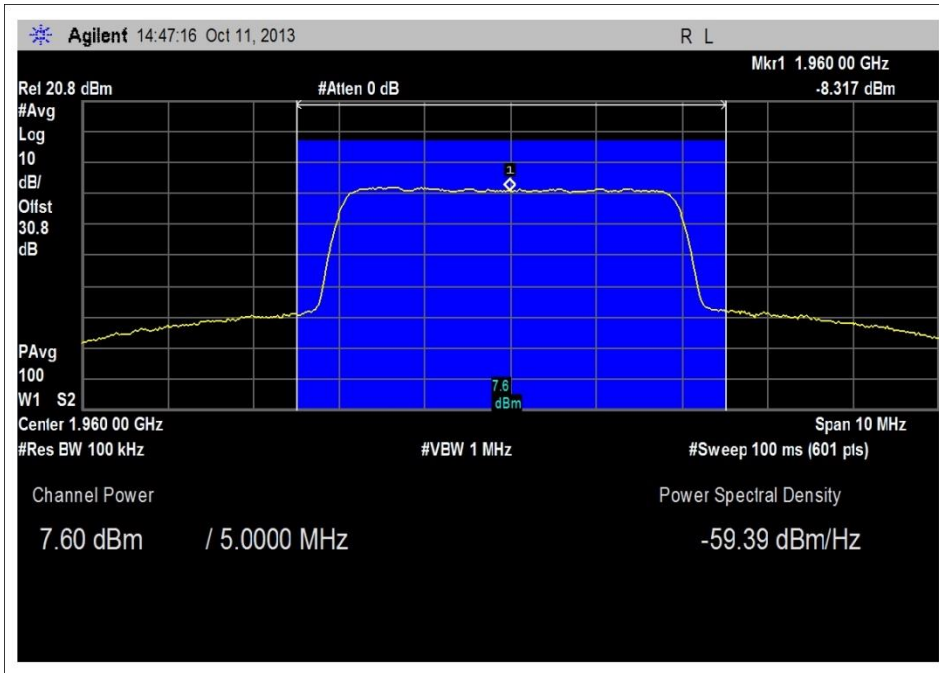 Agilent 14:47:16 Oct 11, 2013 R L
Mkr1 1.960 00 GHz
Ref 20.8 dBm #Atten 0 dB -8.317 dBm
#Avg
Log
10
dB/
Offst
30.8
dB
1
PAvg
100
W1 S2
7.6
dBm
Center 1.960 00 GHz Span 10 MHz
#Res BW 100 kHz #VBW 1 MHz #Sweep 100 ms (601 pts)
Channel Power Power Spectral Density
7.60 dBm / 5.0000 MHz -59.39 dBm/Hz